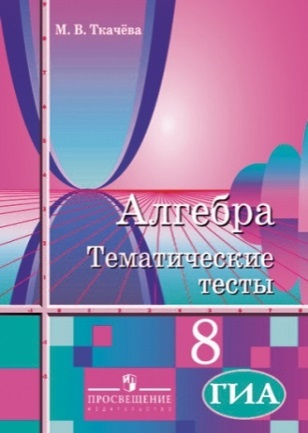 М. В. Ткачёва
Алгебра
Тематические
тесты
8
ПРОСВЕЩЕНИЕ
ИЗДАТЕЛЬСТВО
ГИА